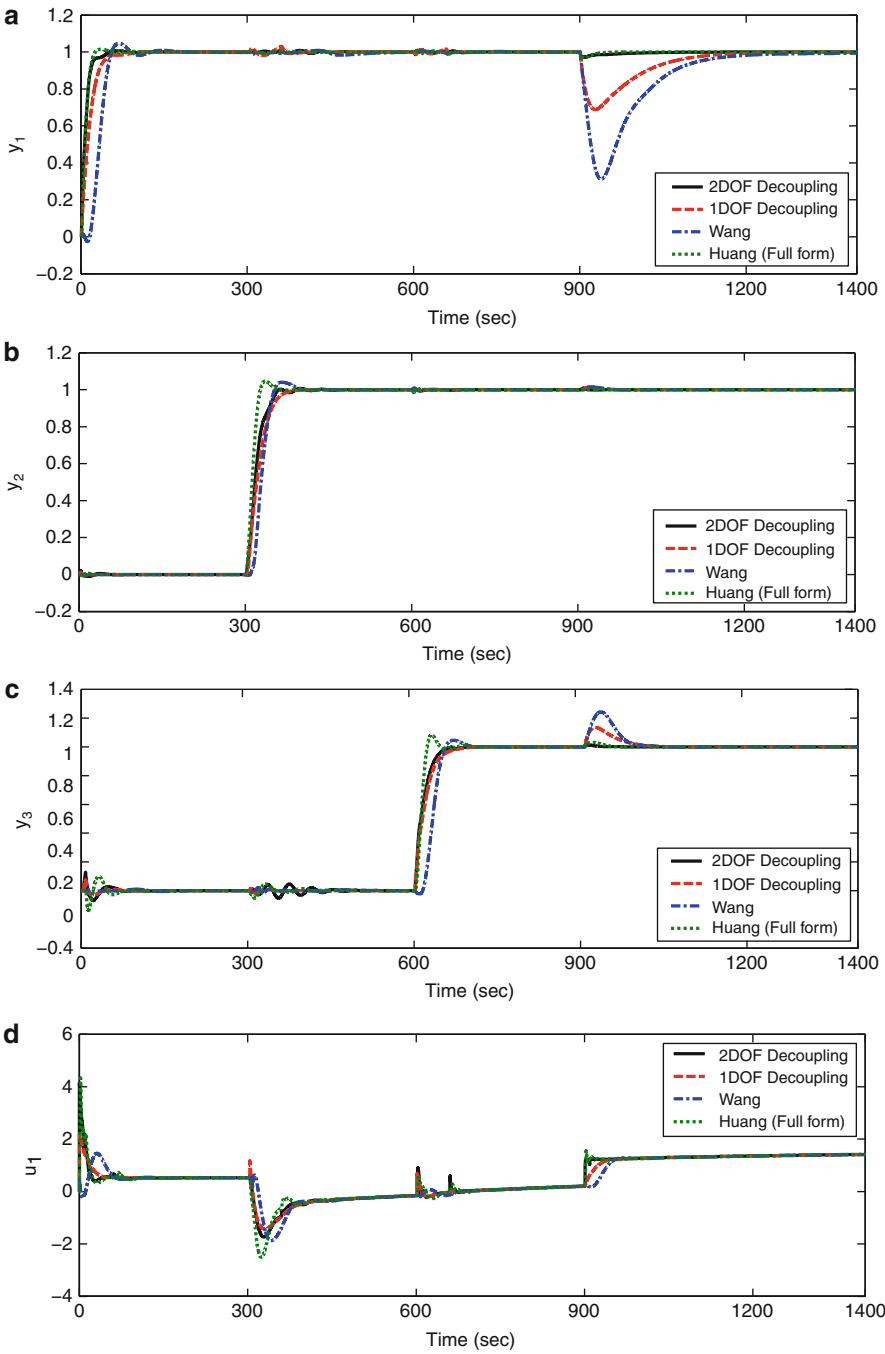 a
1.2
1
0.8
0.6
0.4
0.2
0
−0.2
y1
0 300 600 900 1200 1400
Time (sec)
2DOF Decoupling
1DOF Decoupling
Wang
Huang (Full form)
b
1.2
1
0.8
0.6
0.4
0.2
0
−0.2
y2
0 300 600 900 1200 1400
Time (sec)
2DOF Decoupling
1DOF Decoupling
Wang
Huang (Full form)
c
1.4
1.2
1
0.8
0.6
0.4
0.2
0
−0.4
y3
0 300 600 900 1200 1400
Time (sec)
2DOF Decoupling
1DOF Decoupling
Wang
Huang (Full form)
d
6
4
2
0
−2
−4
u1
0 300 600 900 1200 1400
Time (sec)
2DOF Decoupling
1DOF Decoupling
Wang
Huang (Full form)